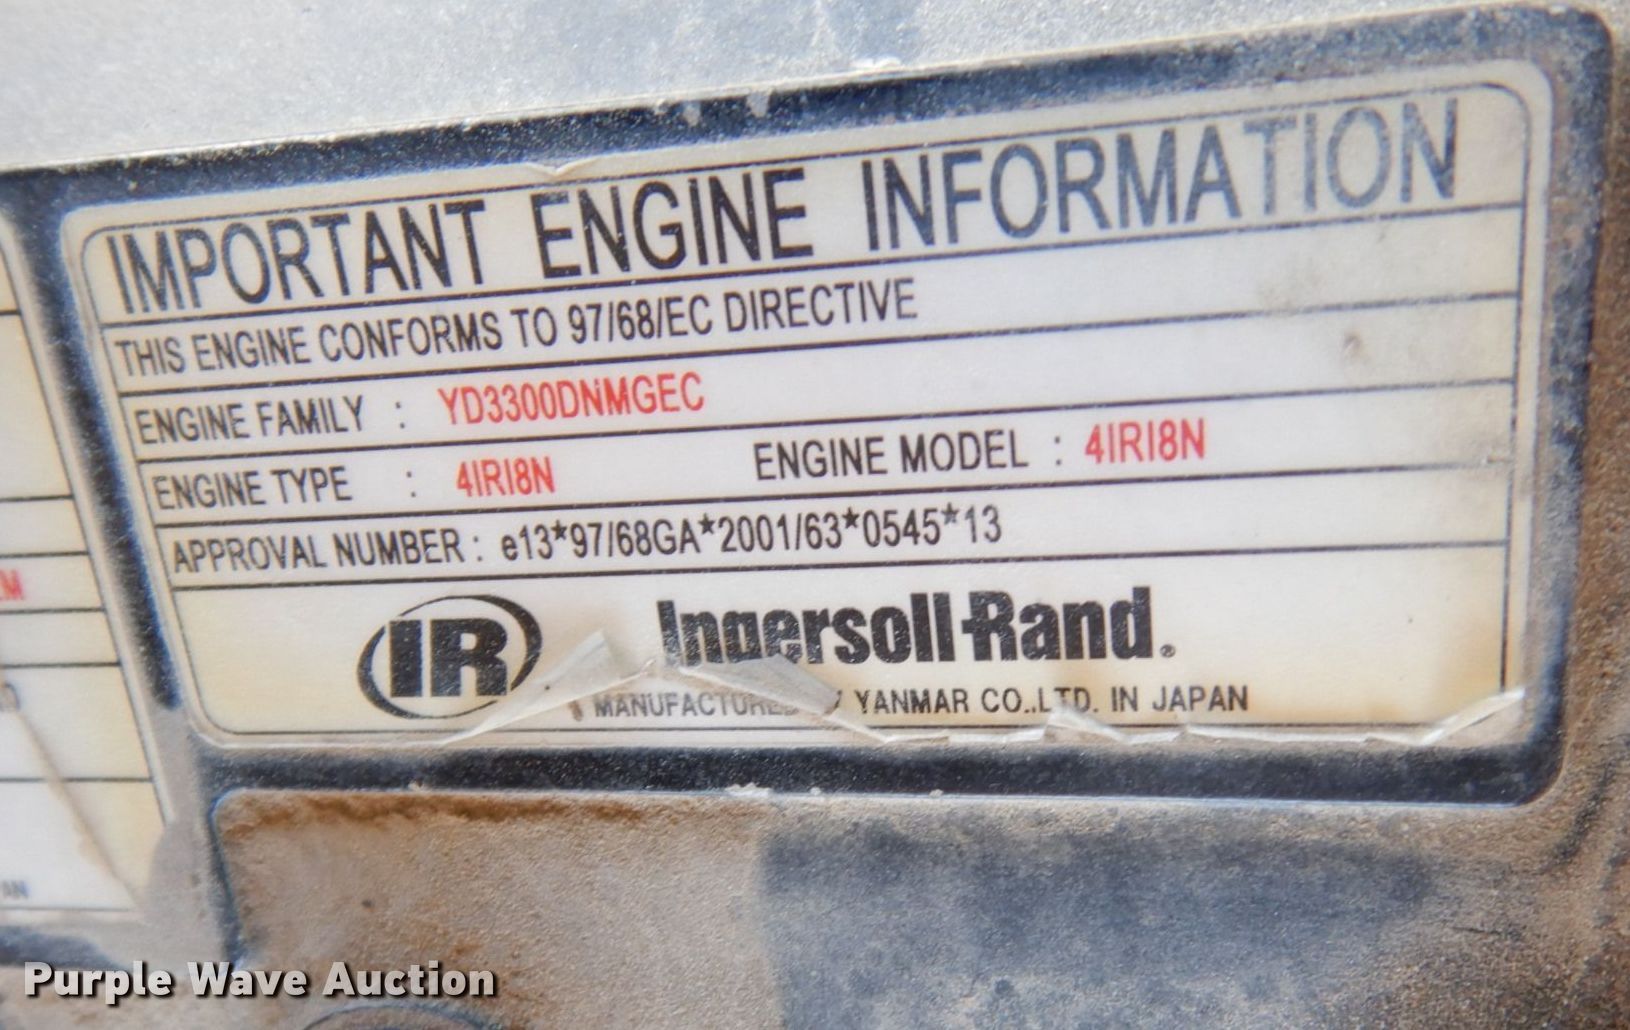 IMPORTANT ENGINE INFORMATION
THIS ENGINE CONFORMS TO 97/68/EC DIRECTIVE
ENGINE FAMILY : YD3300DNMGEC
ENGINE TYPE : 4IRI8N ENGINE MODEL : 4IRI8N
APPROVAL NUMBER : e13*97/68GA*2001/63*0545*13
IR Ingersoll-Rand.
MANUFACTURED YANMAR CO.,LTD. IN JAPAN
Purple Wave Auction